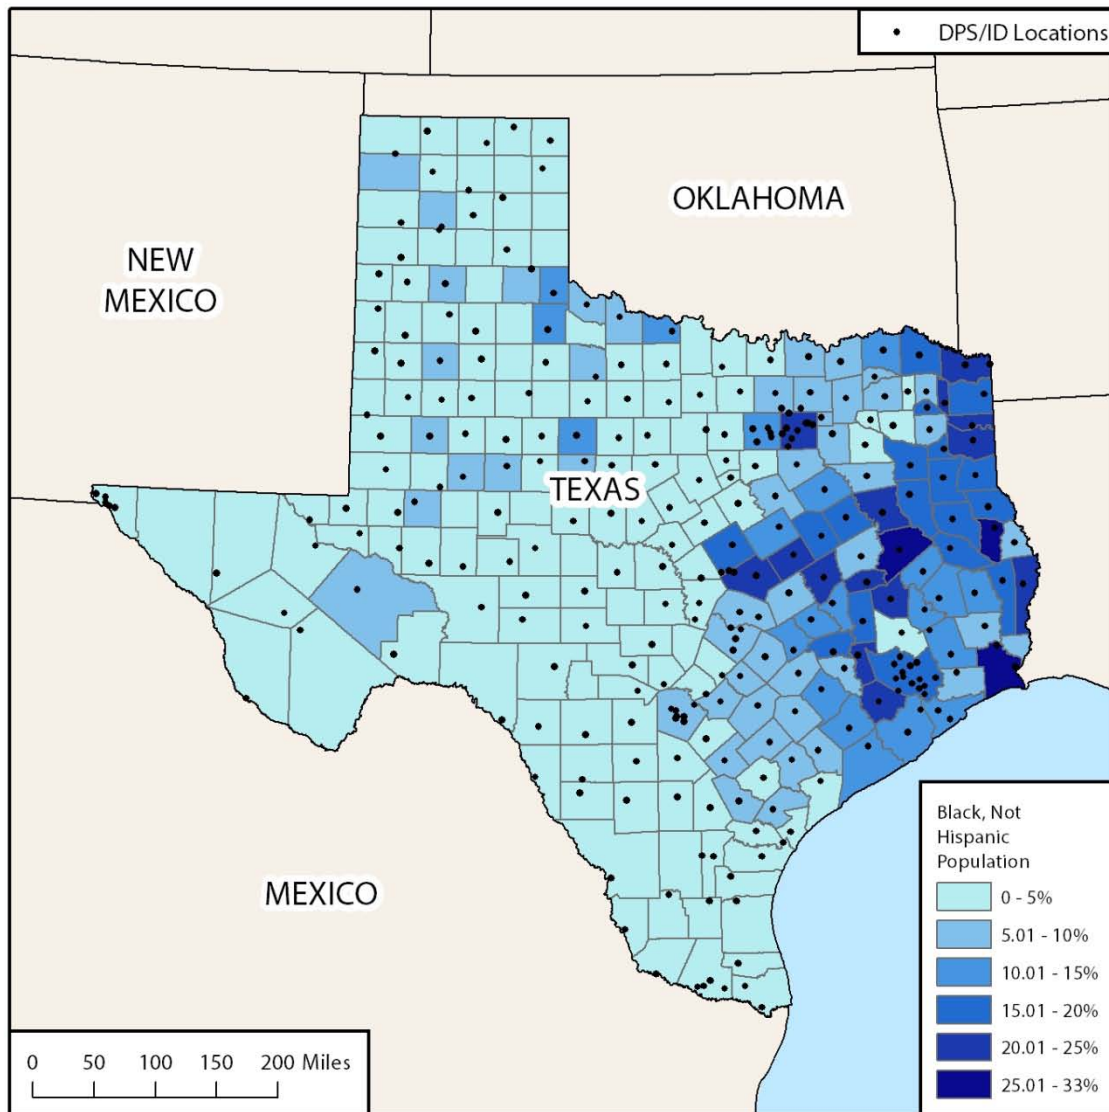 DPS/ID Locations
OKLAHOMA
NEW
MEXICO
TEXAS
MEXICO
Black, Not
Hispanic
Population
0 - 5%
5.01 - 10%
10.01 - 15%
15.01 - 20%
20.01 - 25%
25.01 - 33%
0 50 100 150 200 Miles